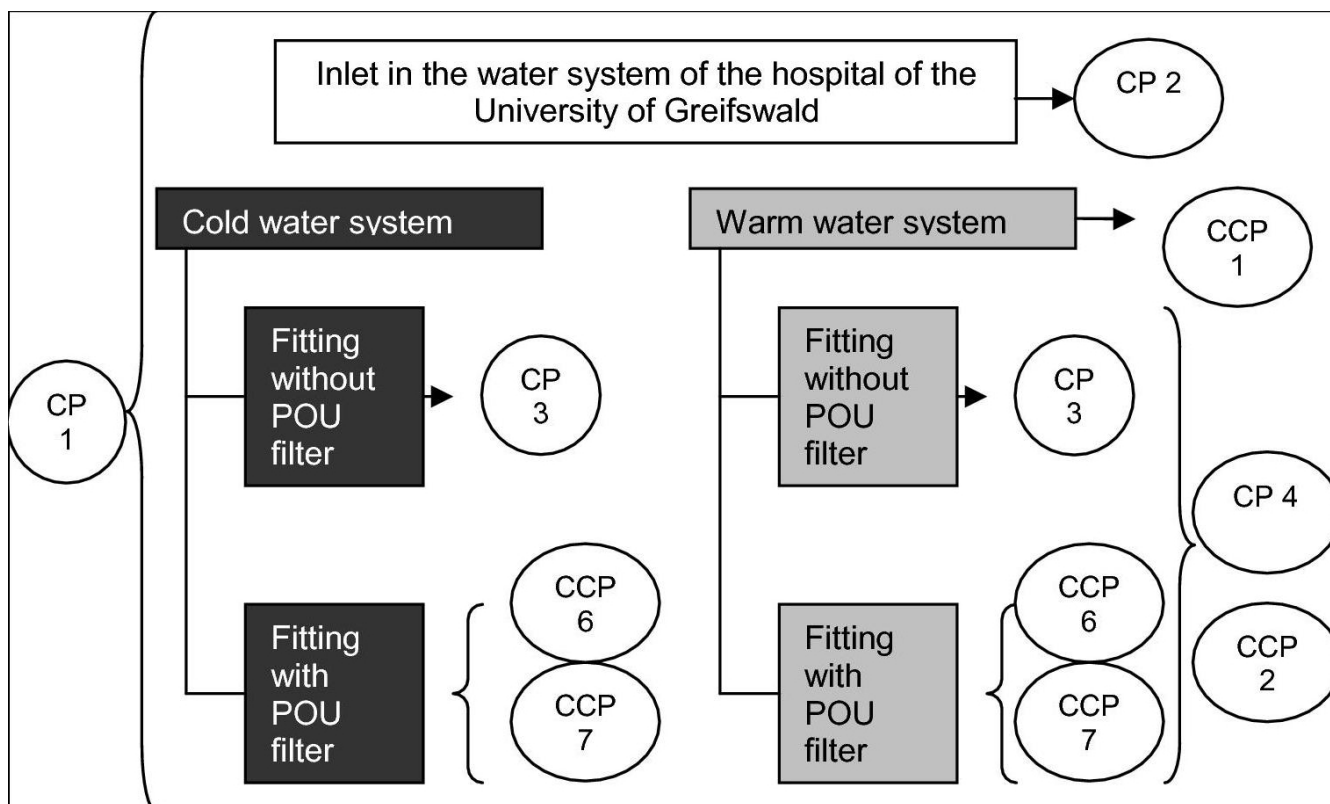 Inlet in the water system of the hospital of the
University of Greifswald
CP 2
Cold water system
Warm water system
CCP
1
Fitting
without
POU
filter
CP
3
Fitting
without
POU
filter
CP
3
CP
1
CP 4
Fitting
with
POU
filter
CCP
6
CCP
7
Fitting
with
POU
filter
CCP
6
CCP
7
CCP
2